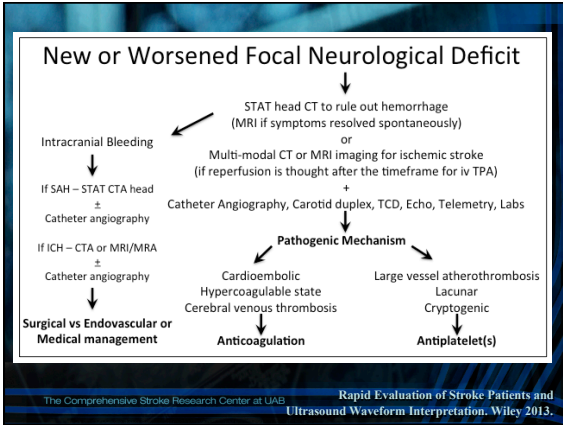 New or Worsened Focal Neurological Deficit
STAT head CT to rule out hemorrhage
(MRI if symptoms resolved spontaneously)
or
Multi-modal CT or MRI imaging for ischemic stroke
(if reperfusion is thought after the timeframe for iv TPA)
+
Catheter Angiography, Carotid duplex, TCD, Echo, Telemetry, Labs
Intracranial Bleeding
If SAH – STAT CTA head
±
Catheter angiography
If ICH – CTA or MRI/MRA
±
Catheter angiography
Surgical vs Endovascular or
Medical management
Pathogenic Mechanism
Cardioembolic
Hypercoagulable state
Cerebral venous thrombosis
Anticoagulation
Large vessel atherothrombosis
Lacunar
Cryptogenic
Antiplatelet(s)
The Comprehensive Stroke Research Center at UAB
Rapid Evaluation of Stroke Patients and
Ultrasound Waveform Interpretation. Wiley 2013.